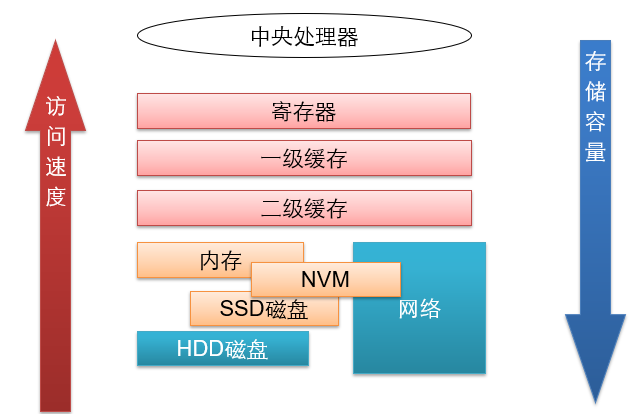 中央处理器
访问速度
存储容量
寄存器
一级缓存
二级缓存
内存
NVM
SSD磁盘
网络
HDD磁盘